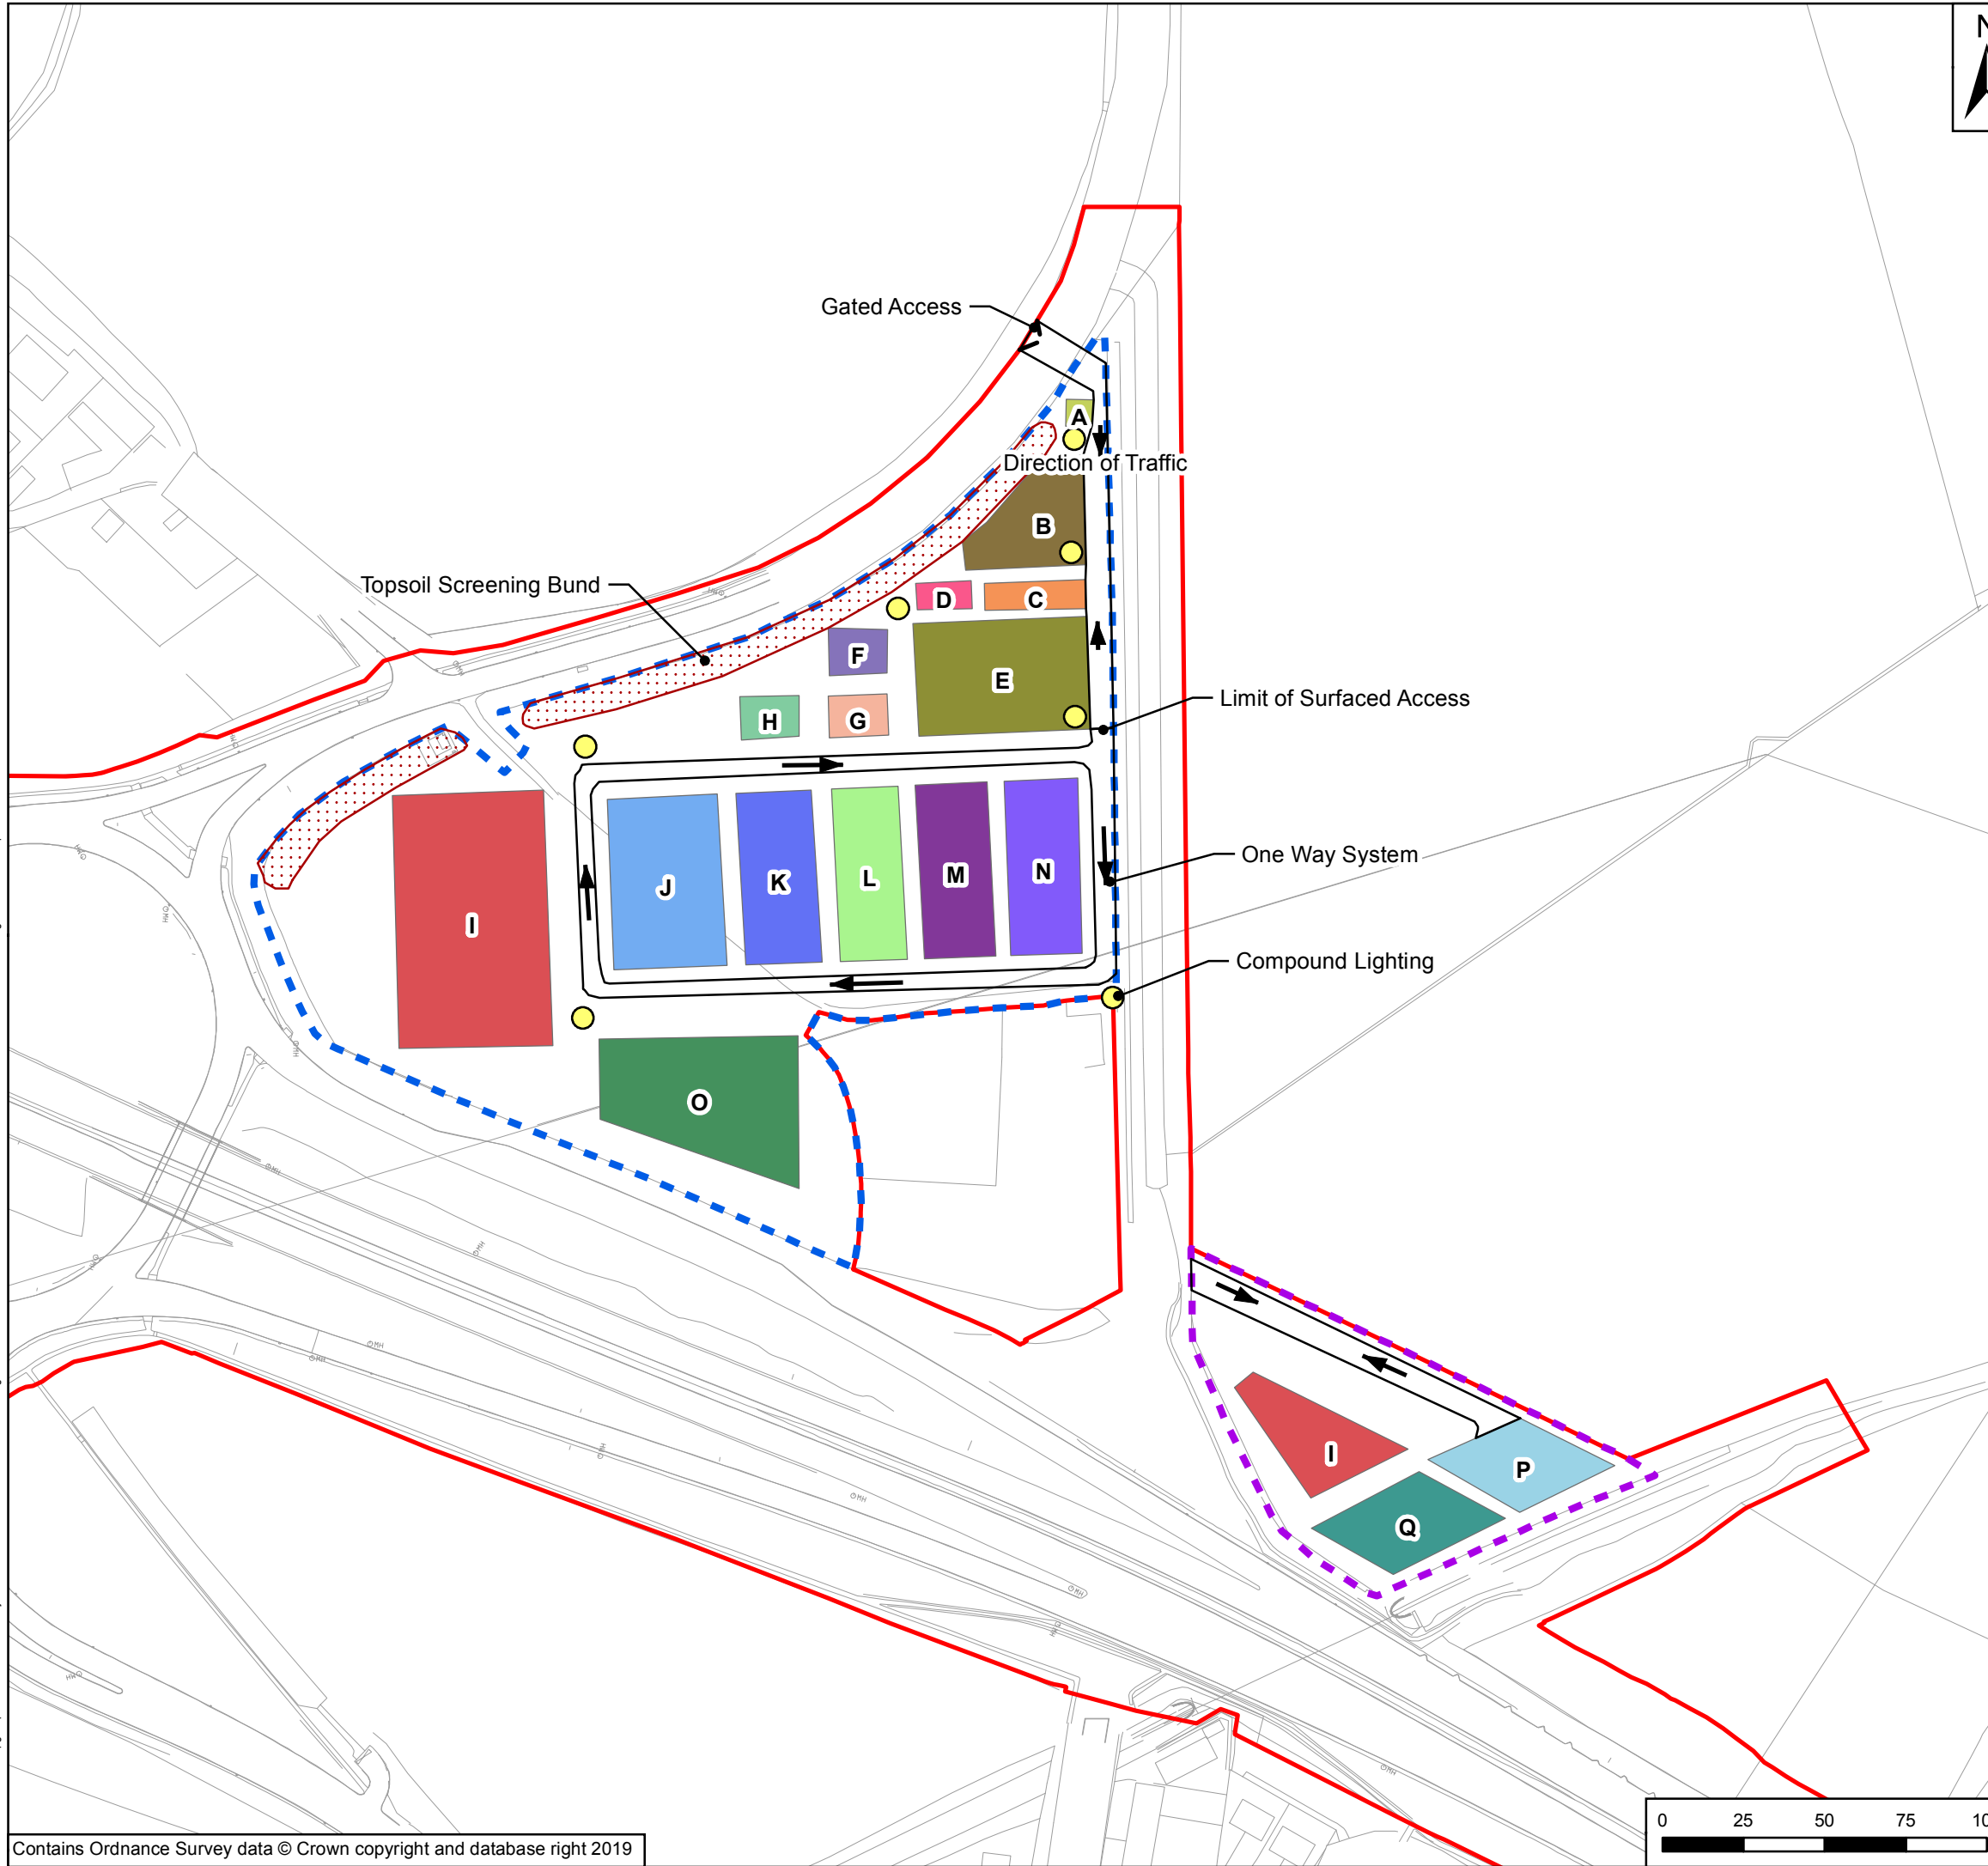 N
Gated Access
A
Direction of Traffic
B
Topsoil Screening Bund
D
C
F
E
Limit of Surfaced Access
H
G
J
K
L
M
N
One Way System
I
Compound Lighting
O
I
P
Q
0 25 50 75 10
Contains Ordnance Survey data © Crown copyright and database right 2019